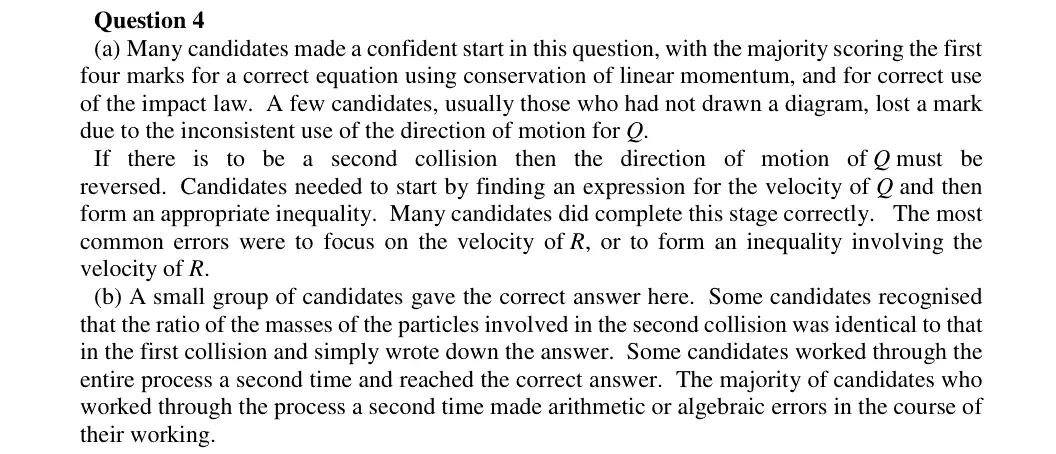 Question 4
(a) Many candidates made a confident start in this question, with the majority scoring the first
four marks for a correct equation using conservation of linear momentum, and for correct use
of the impact law. A few candidates, usually those who had not drawn a diagram, lost a mark
due to the inconsistent use of the direction of motion for Q.
If there is to be a second collision then the direction of motion of Q must be
reversed. Candidates needed to start by finding an expression for the velocity of Q and then
form an appropriate inequality. Many candidates did complete this stage correctly. The most
common errors were to focus on the velocity of R, or to form an inequality involving the
velocity of R.
(b) A small group of candidates gave the correct answer here. Some candidates recognised
that the ratio of the masses of the particles involved in the second collision was identical to that
in the first collision and simply wrote down the answer. Some candidates worked through the
entire process a second time and reached the correct answer. The majority of candidates who
worked through the process a second time made arithmetic or algebraic errors in the course of
their working.